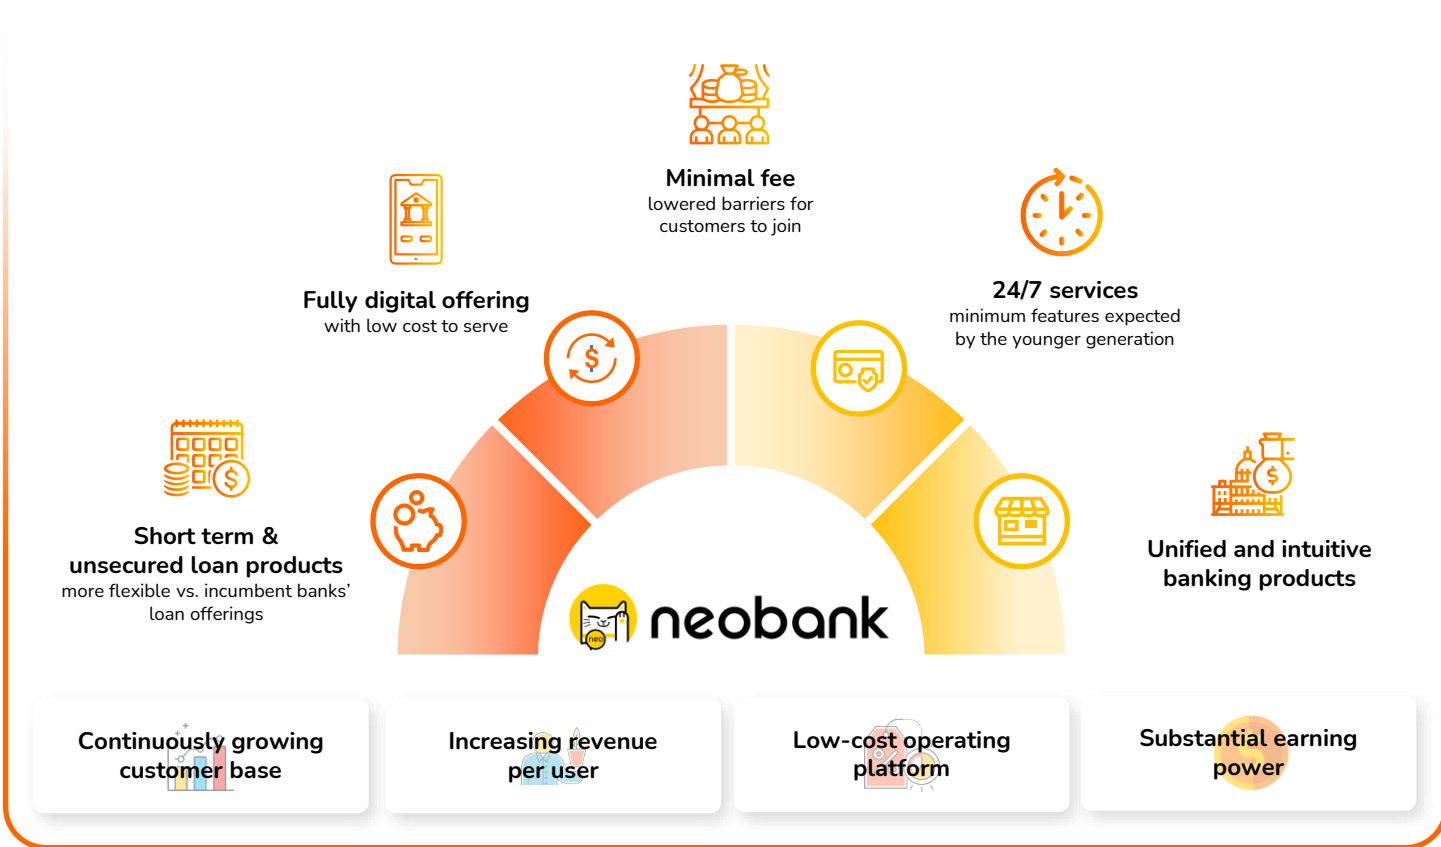 Minimal fee
lowered barriers for
customers to join
Fully digital offering
with low cost to serve
24/7 services
minimum features expected
by the younger generation
$
Short term &
unsecured loan products
more flexible vs. incumbent banks'
loan offerings
$
$
Unified and intuitive
banking products
neo
neobank
Continuously growing
customer base
Increasing revenue
per user
Low-cost operating
platform
Substantial earning
power